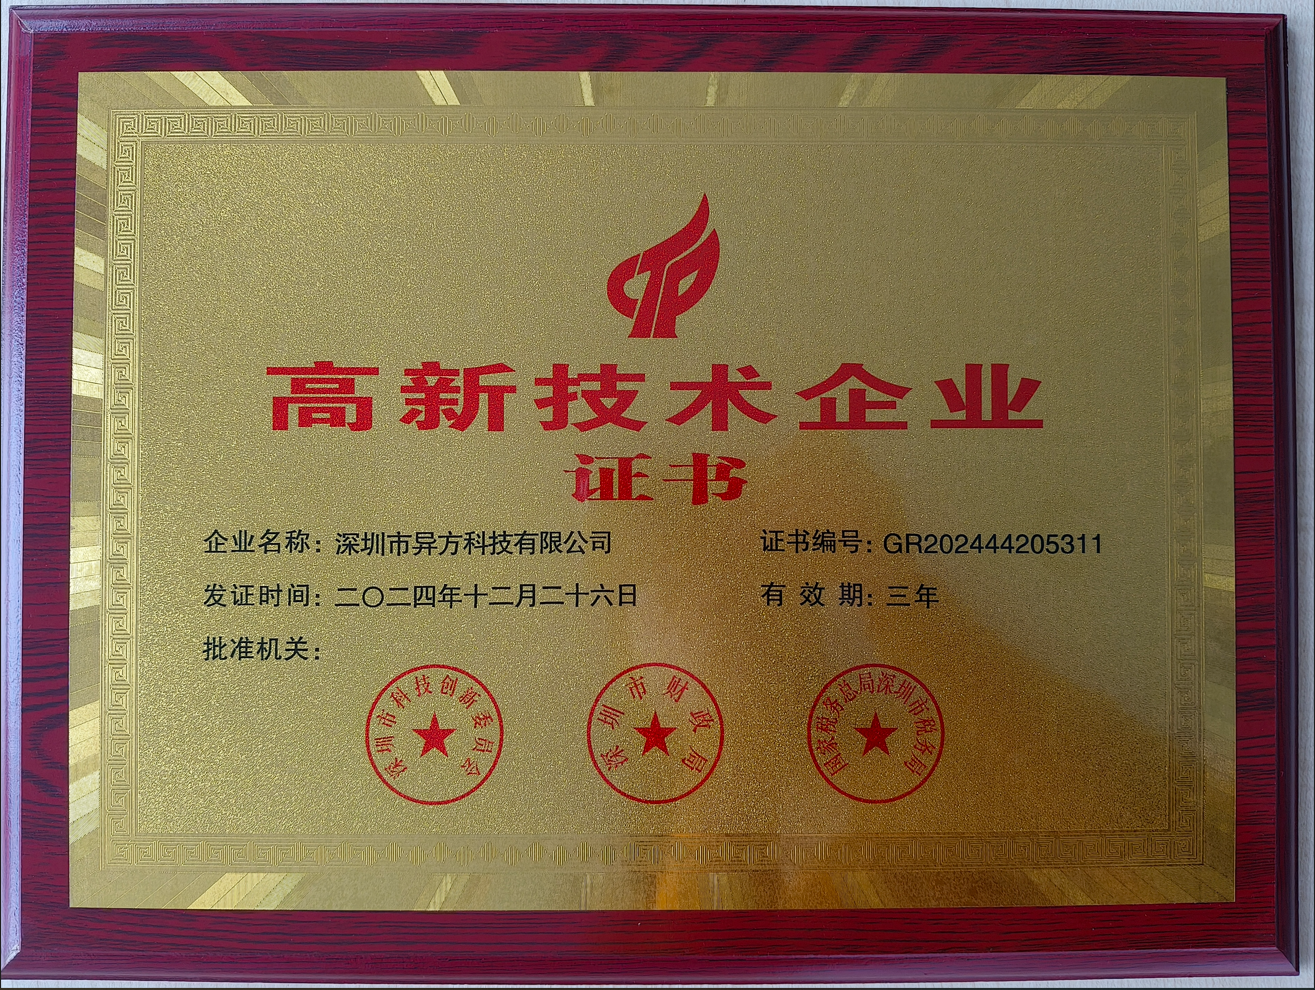 高新技术企业
证书
企业名称：深圳市异方科技有限公司
证书编号：GR202444205311
发证时间：二〇二四年十二月二十六日
有效期：三年
批准机关：
深圳市科技创新委员会
深圳市财政局
国家税务总局深圳市税务局